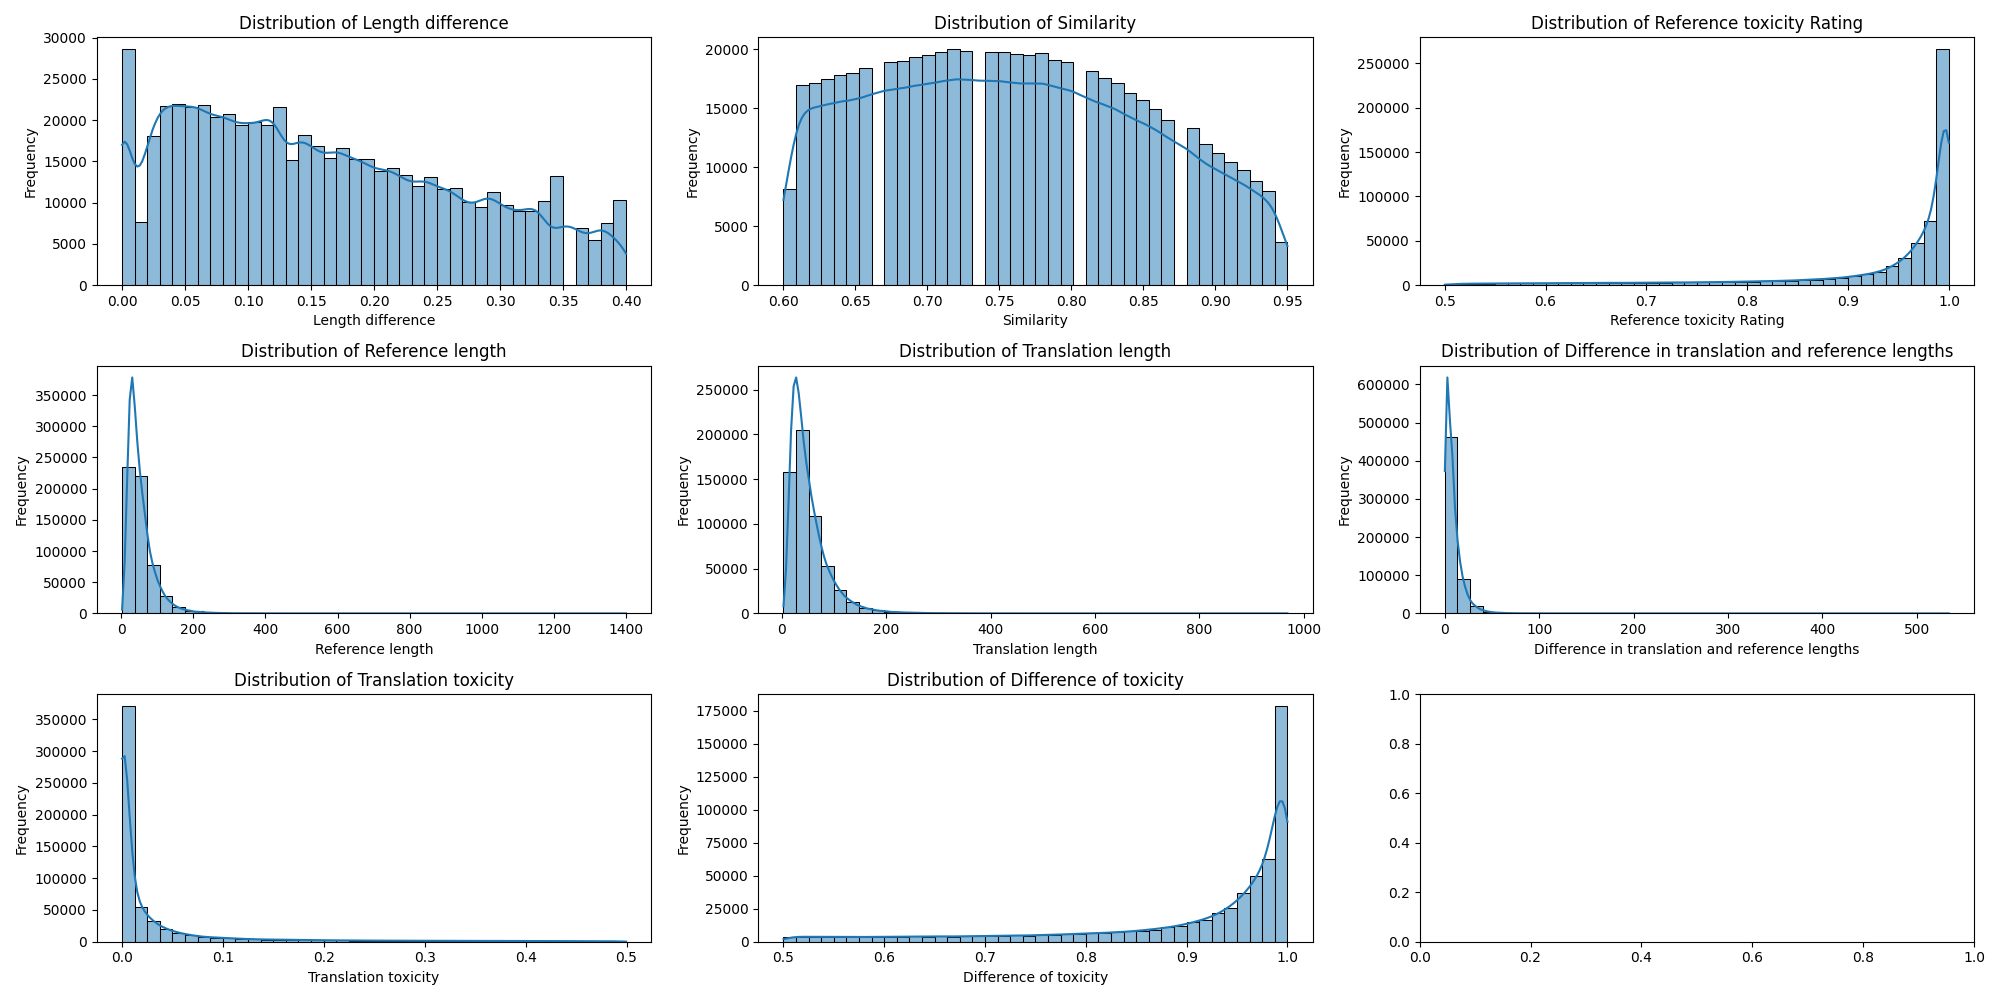 Distribution of Length difference
Frequency
30000
25000
20000
15000
10000
5000
0
0.00 0.05 0.10 0.15 0.20 0.25 0.30 0.35 0.40
Length difference
Distribution of Similarity
Frequency
20000
15000
10000
5000
0
0.60 0.65 0.70 0.75 0.80 0.85 0.90 0.95
Similarity
Distribution of Reference toxicity Rating
Frequency
250000
200000
150000
100000
50000
0
0.5 0.6 0.7 0.8 0.9 1.0
Reference toxicity Rating
Distribution of Reference length
Frequency
350000
300000
250000
200000
150000
100000
50000
0
0 200 400 600 800 1000 1200 1400
Reference length
Distribution of Translation length
Frequency
250000
200000
150000
100000
50000
0
0 200 400 600 800 1000
Translation length
Distribution of Difference in translation and reference lengths
Frequency
600000
500000
400000
300000
200000
100000
0
0 100 200 300 400 500
Difference in translation and reference lengths
Distribution of Translation toxicity
Frequency
350000
300000
250000
200000
150000
100000
50000
0
0.0 0.1 0.2 0.3 0.4 0.5
Translation toxicity
Distribution of Difference of toxicity
Frequency
175000
150000
125000
100000
75000
50000
25000
0
0.5 0.6 0.7 0.8 0.9 1.0
Difference of toxicity
1.0
0.8
0.6
0.4
0.2
0.0
0.0 0.2 0.4 0.6 0.8 1.0